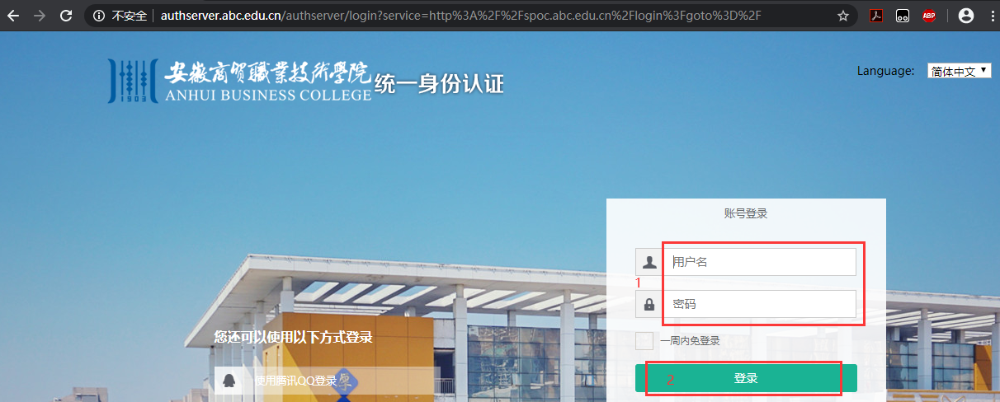 不安全 authserver.abc.edu.cn/authserver/login?service=http%3A%2F%2Fspoc.abc.edu.cn%2Flogin%3Fgoto%3D%2F
ABP
安徽商贸職業技術學院 统一身份认证
ANHUI BUSINESS COLLEGE
1903
Language: 简体中文
账号登录
用户名
1
密码
一周内免登录
2 登录
您还可以使用以下方式登录
使用腾讯QQ登录